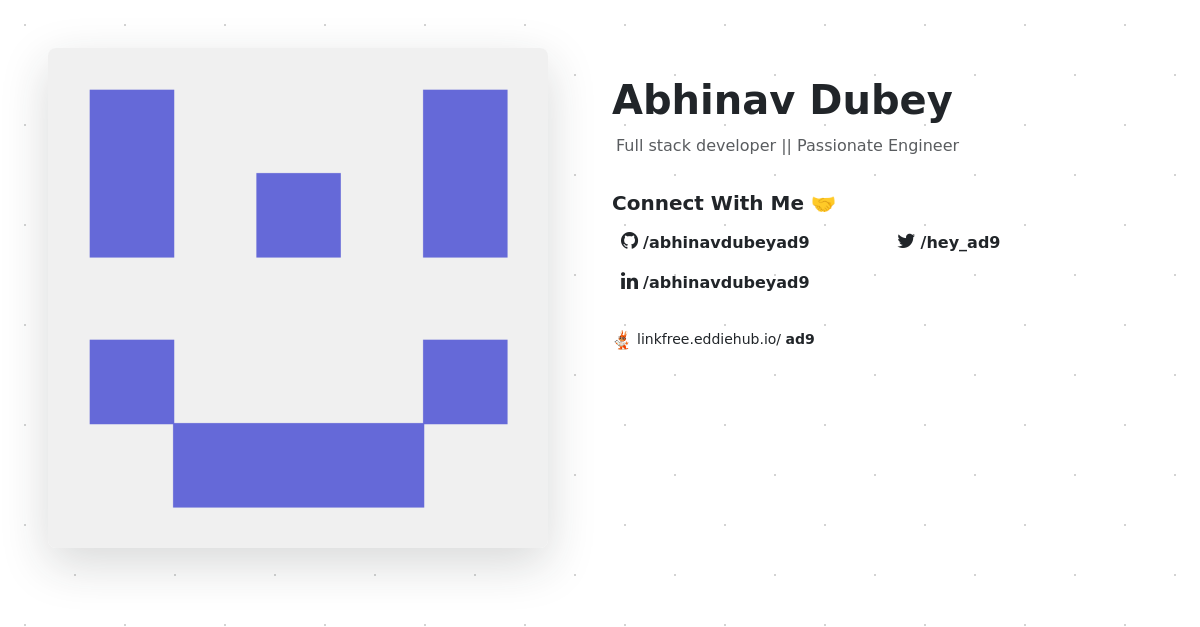 Abhinav Dubey
Full stack developer || Passionate Engineer
Connect With Me 🤝
/abhinavdubeyad9 /hey_ad9
/abhinavdubeyad9
linkfree.eddiehub.io/ ad9